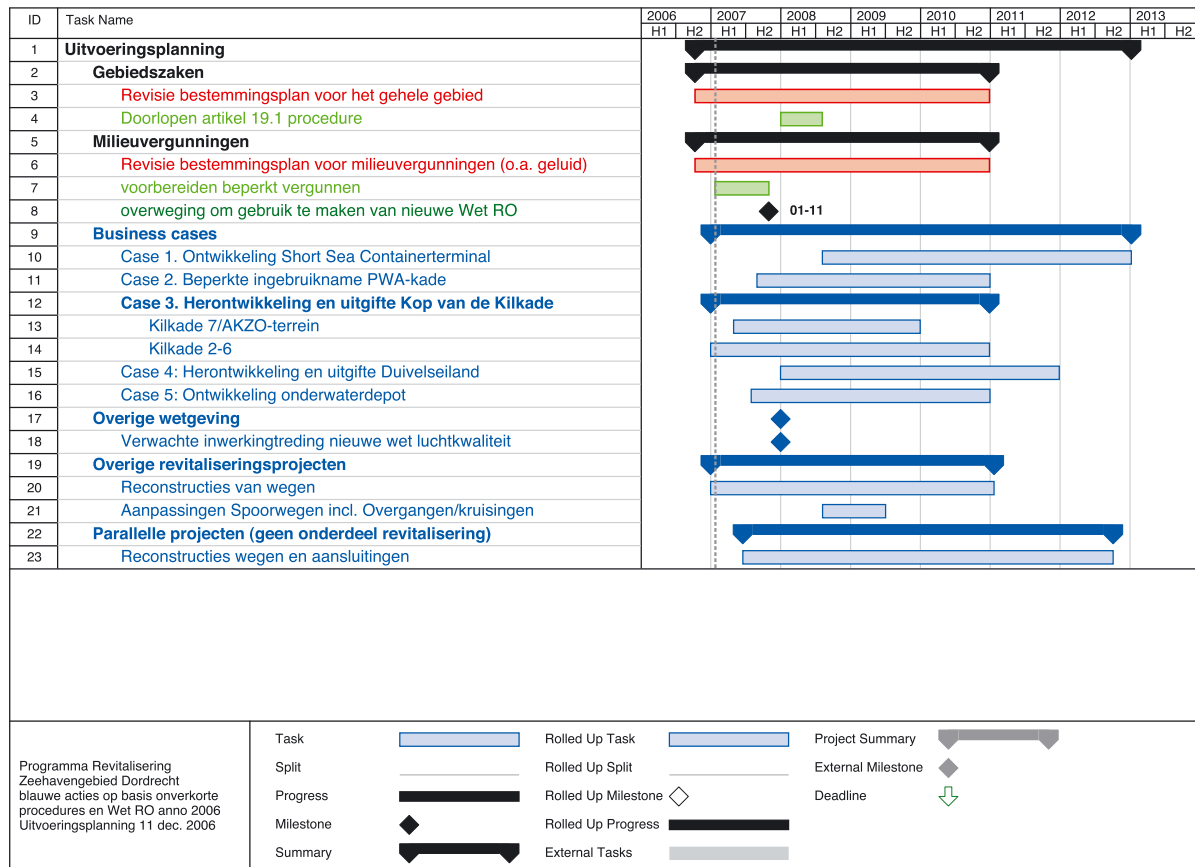 ID Task Name 2006 2007 2008 2009 2010 2011 2012 2013
H1 H2 H1 H2 H1 H2 H1 H2 H1 H2 H1 H2 H1 H2 H1 H2
1 Uitvoeringsplanning
2 Gebiedszaken
3 Revisie bestemmingsplan voor het gehele gebied
4 Doorlopen artikel 19.1 procedure
5 Milieuvergunningen
6 Revisie bestemmingsplan voor milieuvergunningen (o.a. geluid)
7 voorbereiden beperkt vergunnen
8 overweging om gebruik te maken van nieuwe Wet RO 01-11
9 Business cases
10 Case 1. Ontwikkeling Short Sea Containerterminal
11 Case 2. Beperkte ingebruikname PWA-kade
12 Case 3. Herontwikkeling en uitgifte Kop van de Kilkade
13 Kilkade 7/AKZO-terrein
14 Kilkade 2-6
15 Case 4: Herontwikkeling en uitgifte Duivelseiland
16 Case 5: Ontwikkeling onderwaterdepot
17 Overige wetgeving
18 Verwachte inwerkingtreding nieuwe wet luchtkwaliteit
19 Overige revitaliseringsprojecten
20 Reconstructies van wegen
21 Aanpassingen Spoorwegen incl. Overgangen/kruisingen
22 Parallelle projecten (geen onderdeel revitalisering)
23 Reconstructies wegen en aansluitingen
Programma Revitalisering
Zeehavengebied Dordrecht
blauwe acties op basis onverkorte
procedures en Wet RO anno 2006
Uitvoeringsplanning 11 dec. 2006
Task Rolled Up Task Project Summary
Split Rolled Up Split External Milestone
Progress Rolled Up Milestone Deadline
Milestone Rolled Up Progress
Summary External Tasks